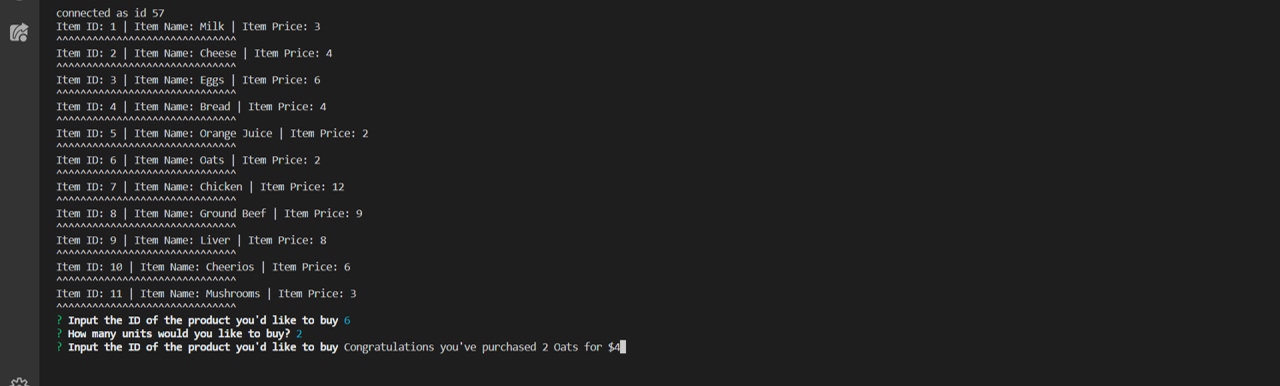 connected as id 57
Item ID: 1 | Item Name: Milk | Item Price: 3
^^^^^^^^^^^^^^^^^^^^^^^^^^^^^^
Item ID: 2 | Item Name: Cheese | Item Price: 4
^^^^^^^^^^^^^^^^^^^^^^^^^^^^^^
Item ID: 3 | Item Name: Eggs | Item Price: 6
^^^^^^^^^^^^^^^^^^^^^^^^^^^^^^
Item ID: 4 | Item Name: Bread | Item Price: 4
^^^^^^^^^^^^^^^^^^^^^^^^^^^^^^
Item ID: 5 | Item Name: Orange Juice | Item Price: 2
^^^^^^^^^^^^^^^^^^^^^^^^^^^^^^
Item ID: 6 | Item Name: Oats | Item Price: 2
^^^^^^^^^^^^^^^^^^^^^^^^^^^^^^
Item ID: 7 | Item Name: Chicken | Item Price: 12
^^^^^^^^^^^^^^^^^^^^^^^^^^^^^^
Item ID: 8 | Item Name: Ground Beef | Item Price: 9
^^^^^^^^^^^^^^^^^^^^^^^^^^^^^^
Item ID: 9 | Item Name: Liver | Item Price: 8
^^^^^^^^^^^^^^^^^^^^^^^^^^^^^^
Item ID: 10 | Item Name: Cheerios | Item Price: 6
^^^^^^^^^^^^^^^^^^^^^^^^^^^^^^
Item ID: 11 | Item Name: Mushrooms | Item Price: 3
^^^^^^^^^^^^^^^^^^^^^^^^^^^^^^
? Input the ID of the product you'd like to buy 6
? How many units would you like to buy? 2
? Input the ID of the product you'd like to buy Congratulations you've purchased 2 Oats for $4